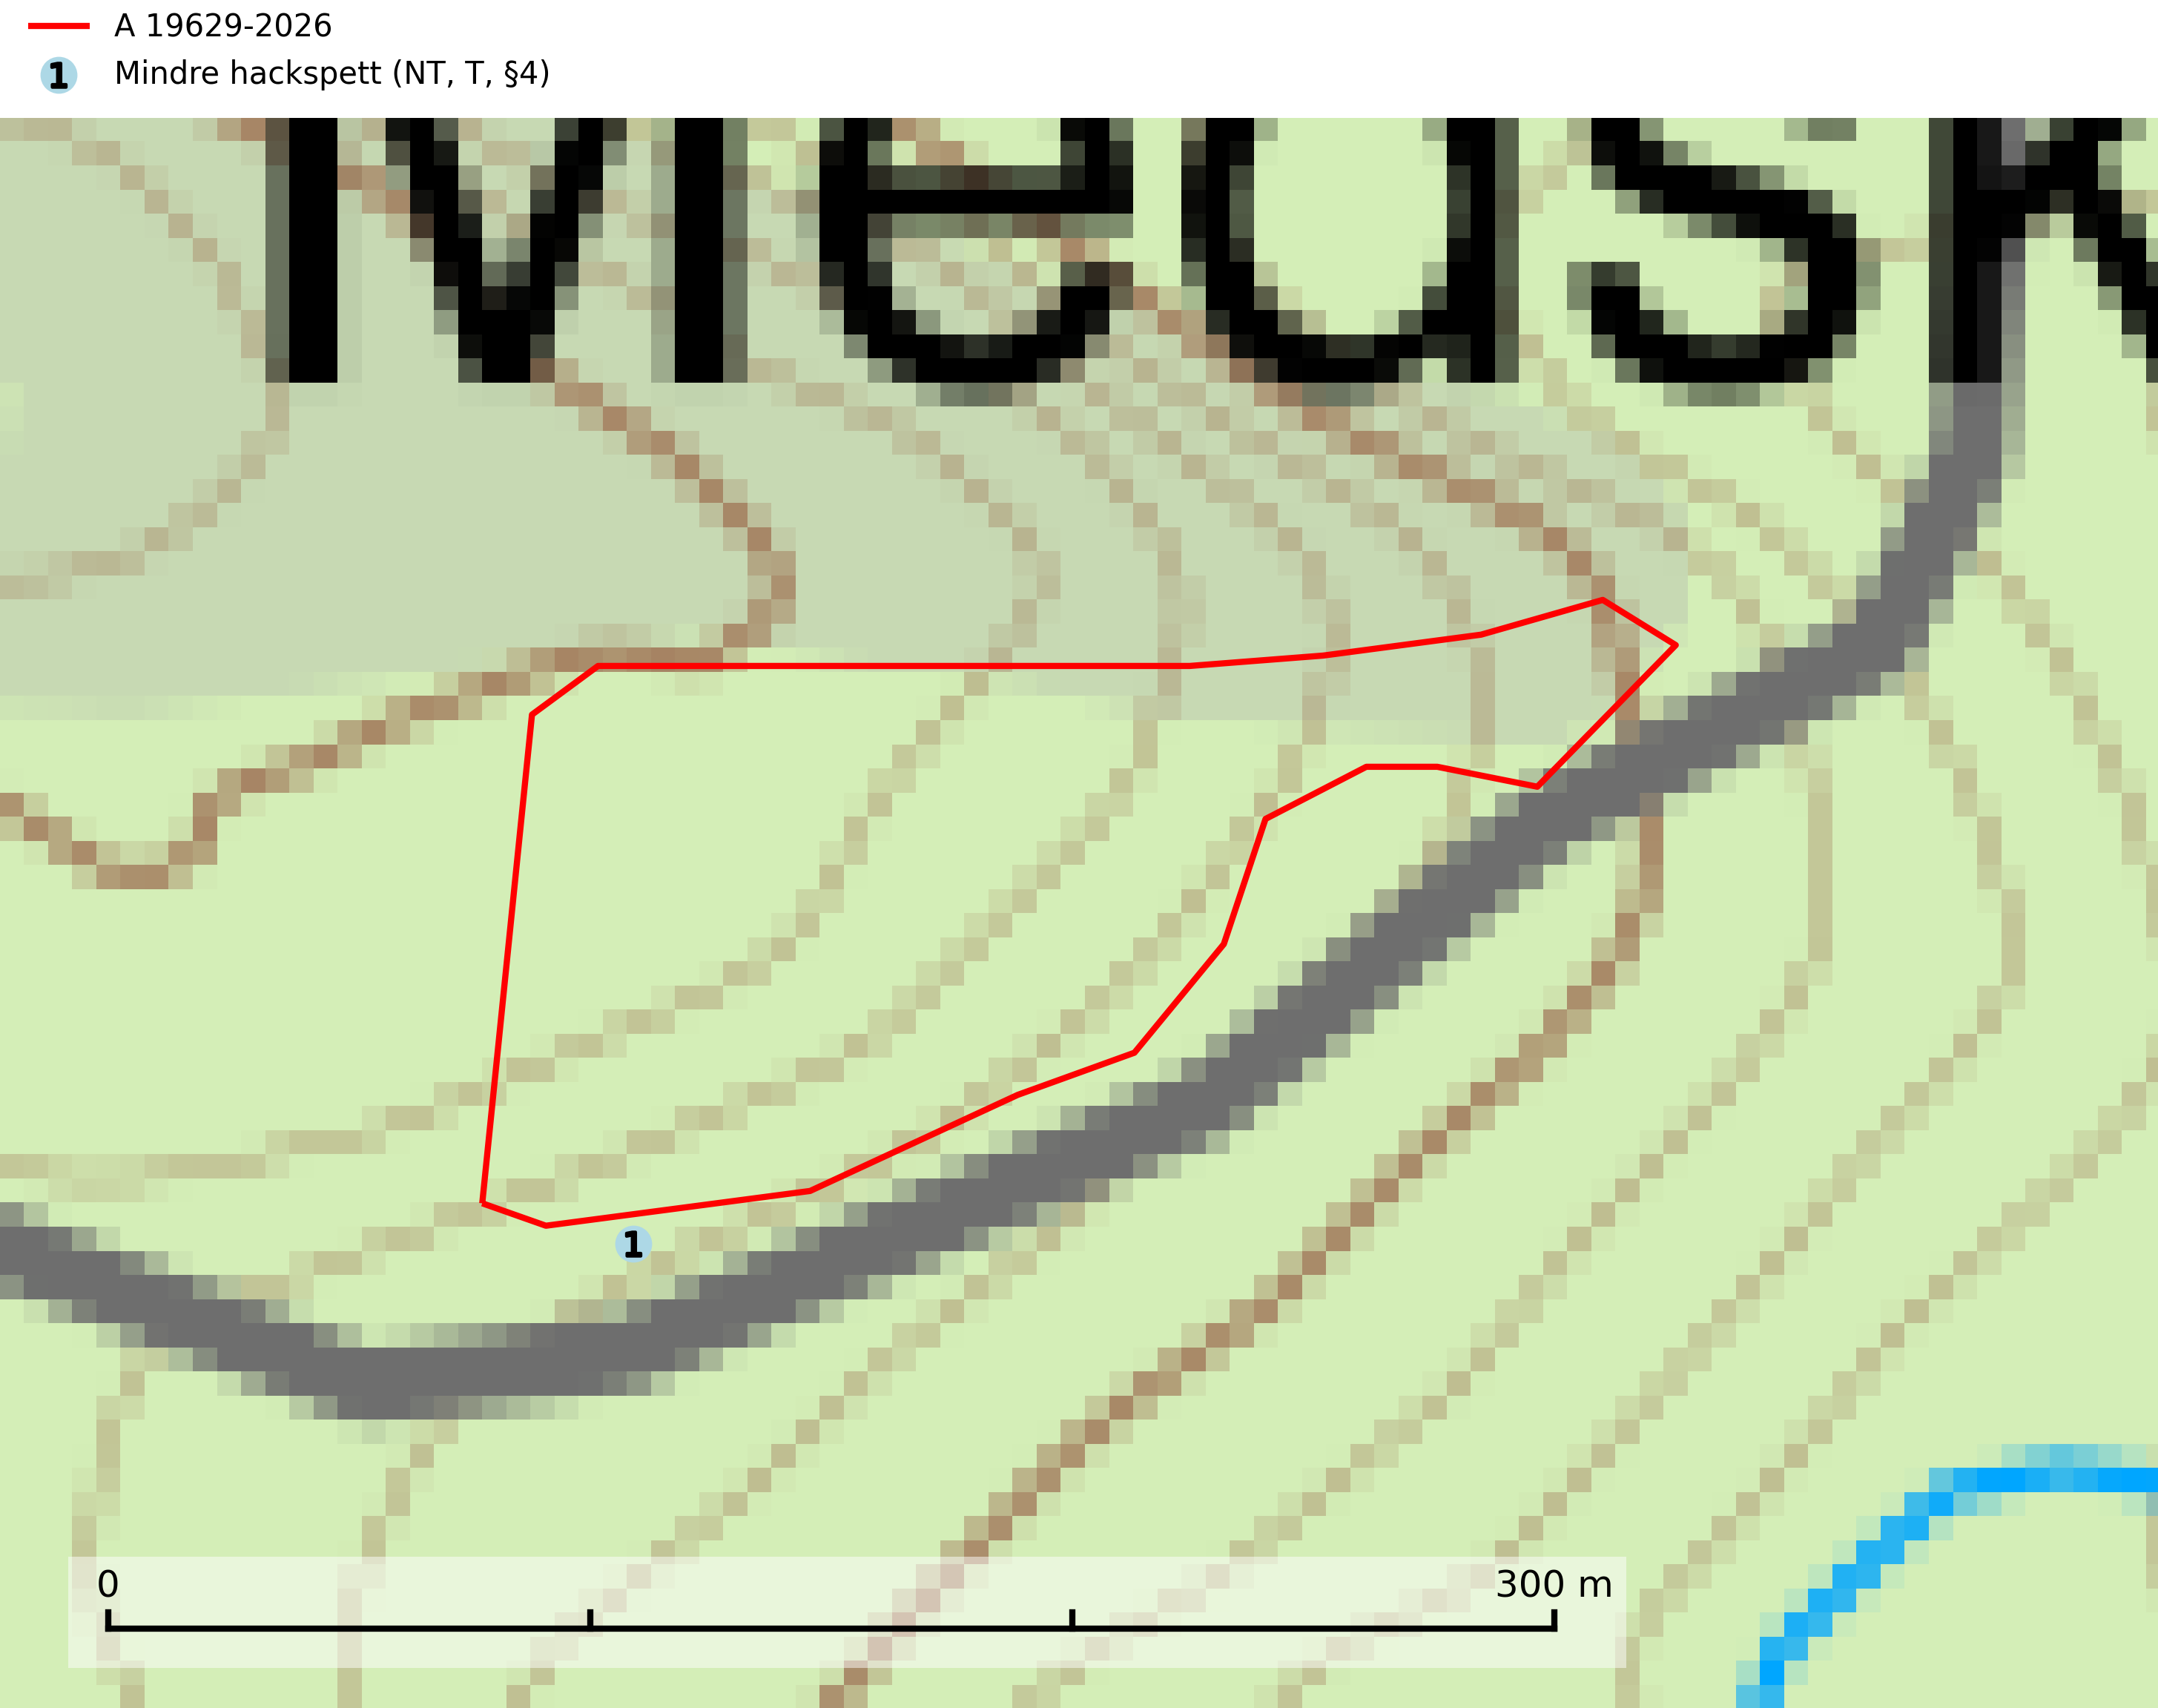 A 19629-2026
1 Mindre hackspett (NT, T, §4)
1
0 300 m